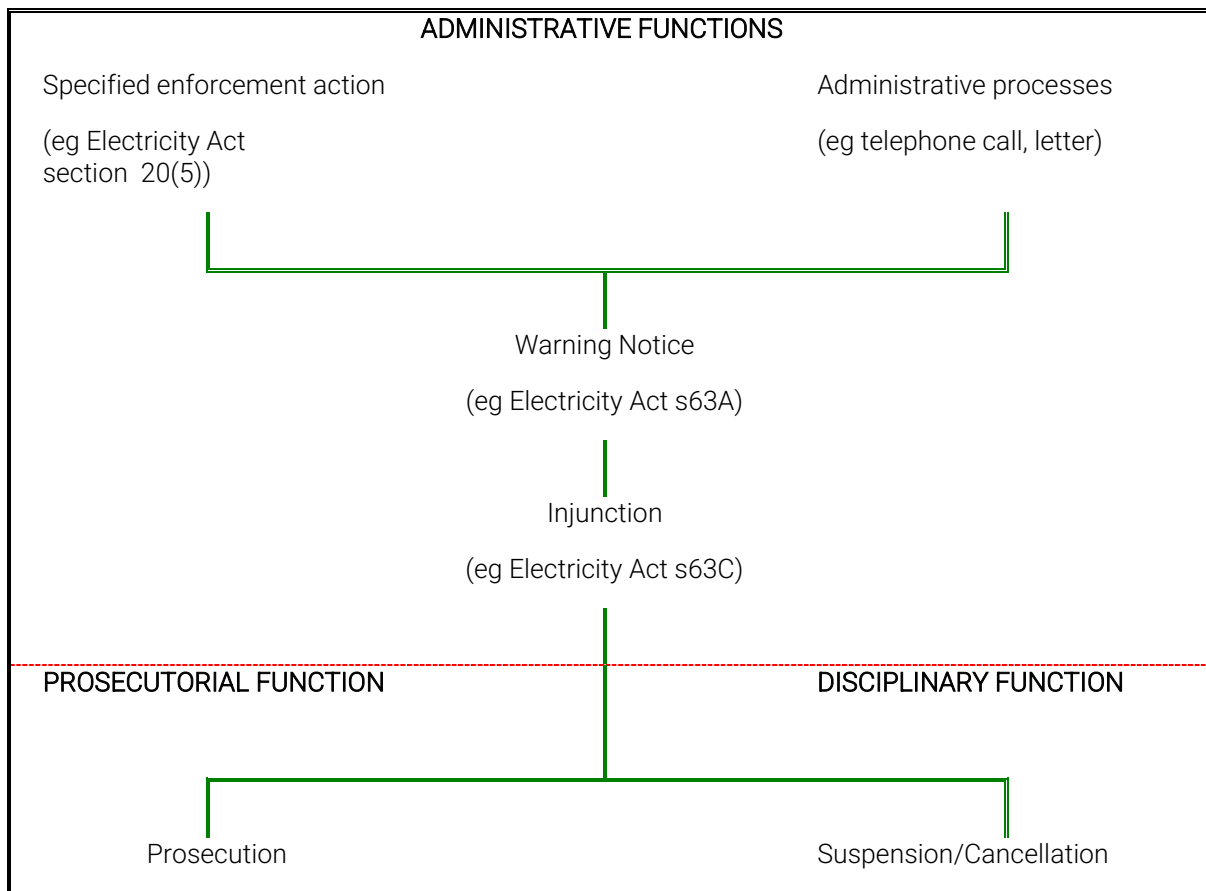 ADMINISTRATIVE FUNCTIONS
Specified enforcement action
(eg Electricity Act
section 20(5))
Administrative processes
(eg telephone call, letter)
Warning Notice
(eg Electricity Act s63A)
Injunction
(eg Electricity Act s63C)
PROSECUTORIAL FUNCTION
DISCIPLINARY FUNCTION
Prosecution
Suspension/Cancellation